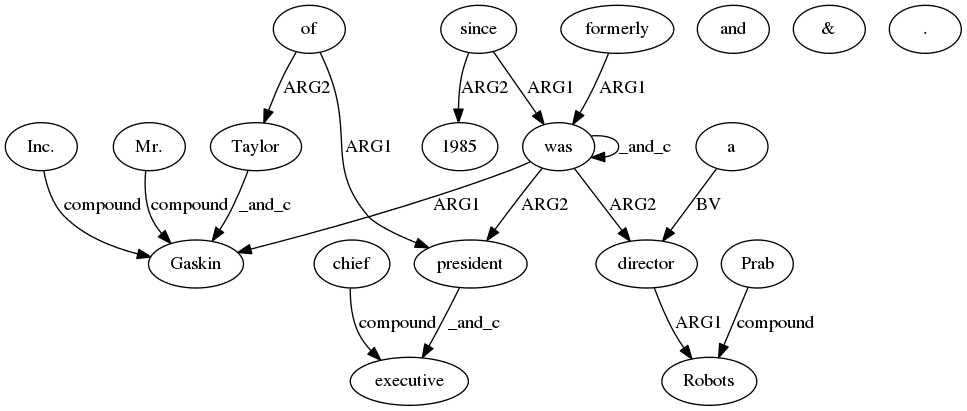 of since formerly and & .
ARG2 ARG2 ARG1 ARG1
Inc. Mr. Taylor 1985 was _and_c a
ARG1
compound compound _and_c ARG1 ARG2 ARG2 BV
Gaskin chief president director Prab
compound _and_c ARG1 compound
executive Robots